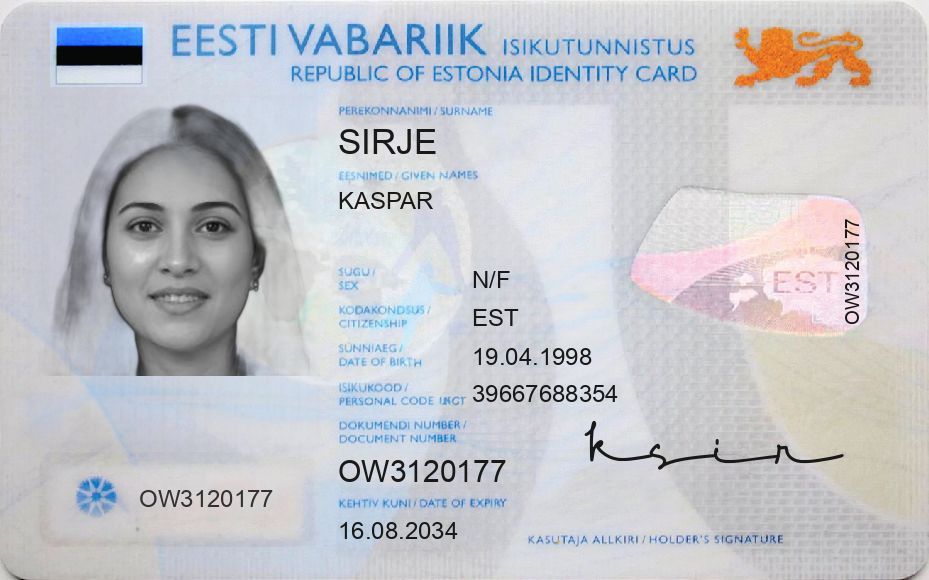 EESTI VABARIIK ISIKUTUNNISTUS
REPUBLIC OF ESTONIA IDENTITY CARD
PEREKONNANIMI / SURNAME
SIRJE
EESNIMED / GIVEN NAMES
KASPAR
SUGU /
SEX
N/F
KODAKONDSUS /
CITIZENSHIP
EST
SÜNNIAEG /
DATE OF BIRTH
19.04.1998
ISIKUKOOD /
PERSONAL CODE
39667688354
DOKUMENDI NUMBER /
DOCUMENT NUMBER
OW3120177
KEHTIV KUNI / DATE OF EXPIRY
16.08.2034
OW3120177
EST
OW3120177
ksir
KASUTAJA ALLKIRI / HOLDER'S SIGNATURE